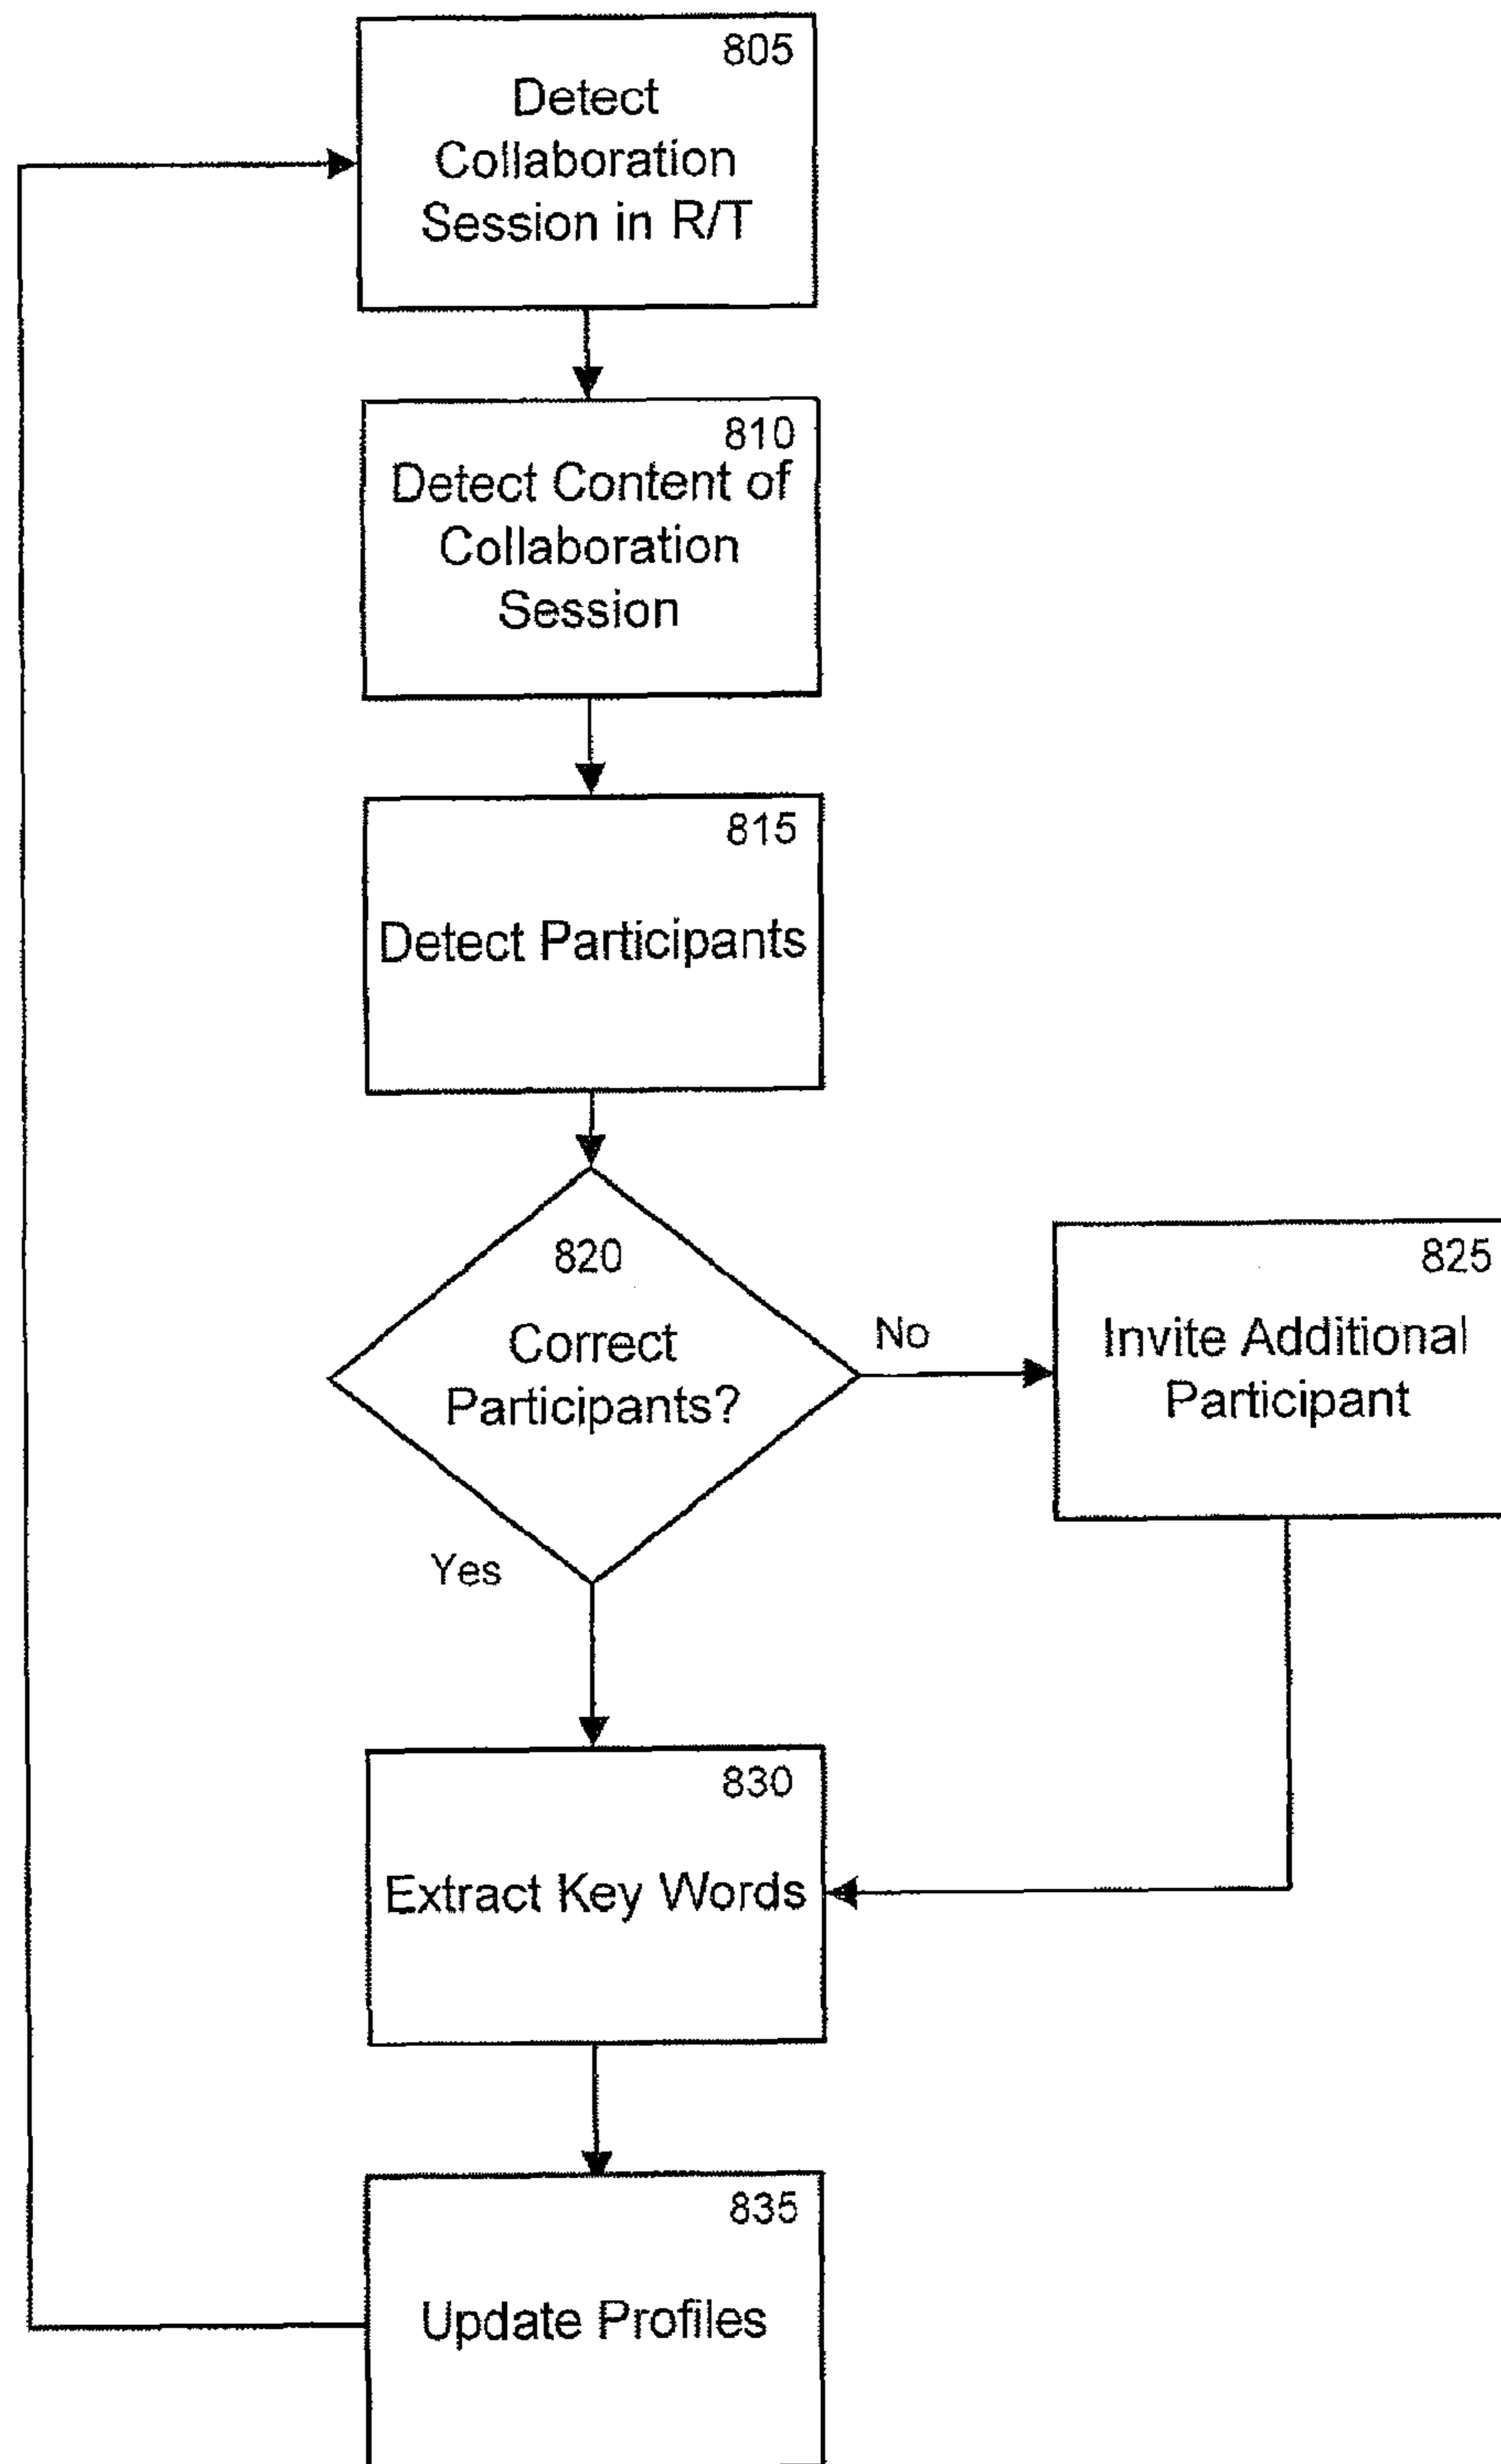 805
Detect
Collaboration
Session in R/T
810
Detect Content of
Collaboration
Session
815
Detect Participants
820
Correct
Participants?
No
825
Invite Additional
Participant
Yes
830
Extract Key Words
835
Update Profiles